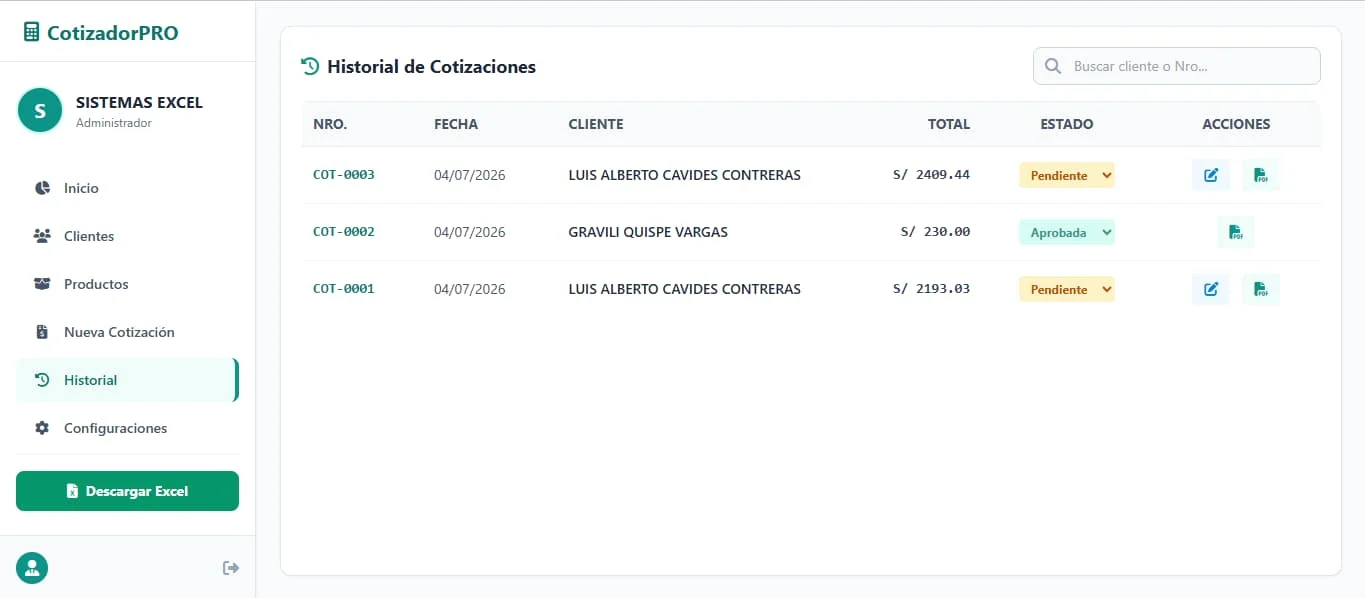 CotizadorPRO
S
SISTEMAS EXCEL
Administrador
Inicio
Clientes
Productos
Nueva Cotización
Historial
Configuraciones
Descargar Excel
Historial de Cotizaciones
Buscar cliente o Nro...
NRO. FECHA CLIENTE TOTAL ESTADO ACCIONES
COT-0003 04/07/2026 LUIS ALBERTO CAVIDES CONTRERAS S/ 2409.44 Pendiente PDF
COT-0002 04/07/2026 GRAVILI QUISPE VARGAS S/ 230.00 Aprobada PDF
COT-0001 04/07/2026 LUIS ALBERTO CAVIDES CONTRERAS S/ 2193.03 Pendiente PDF